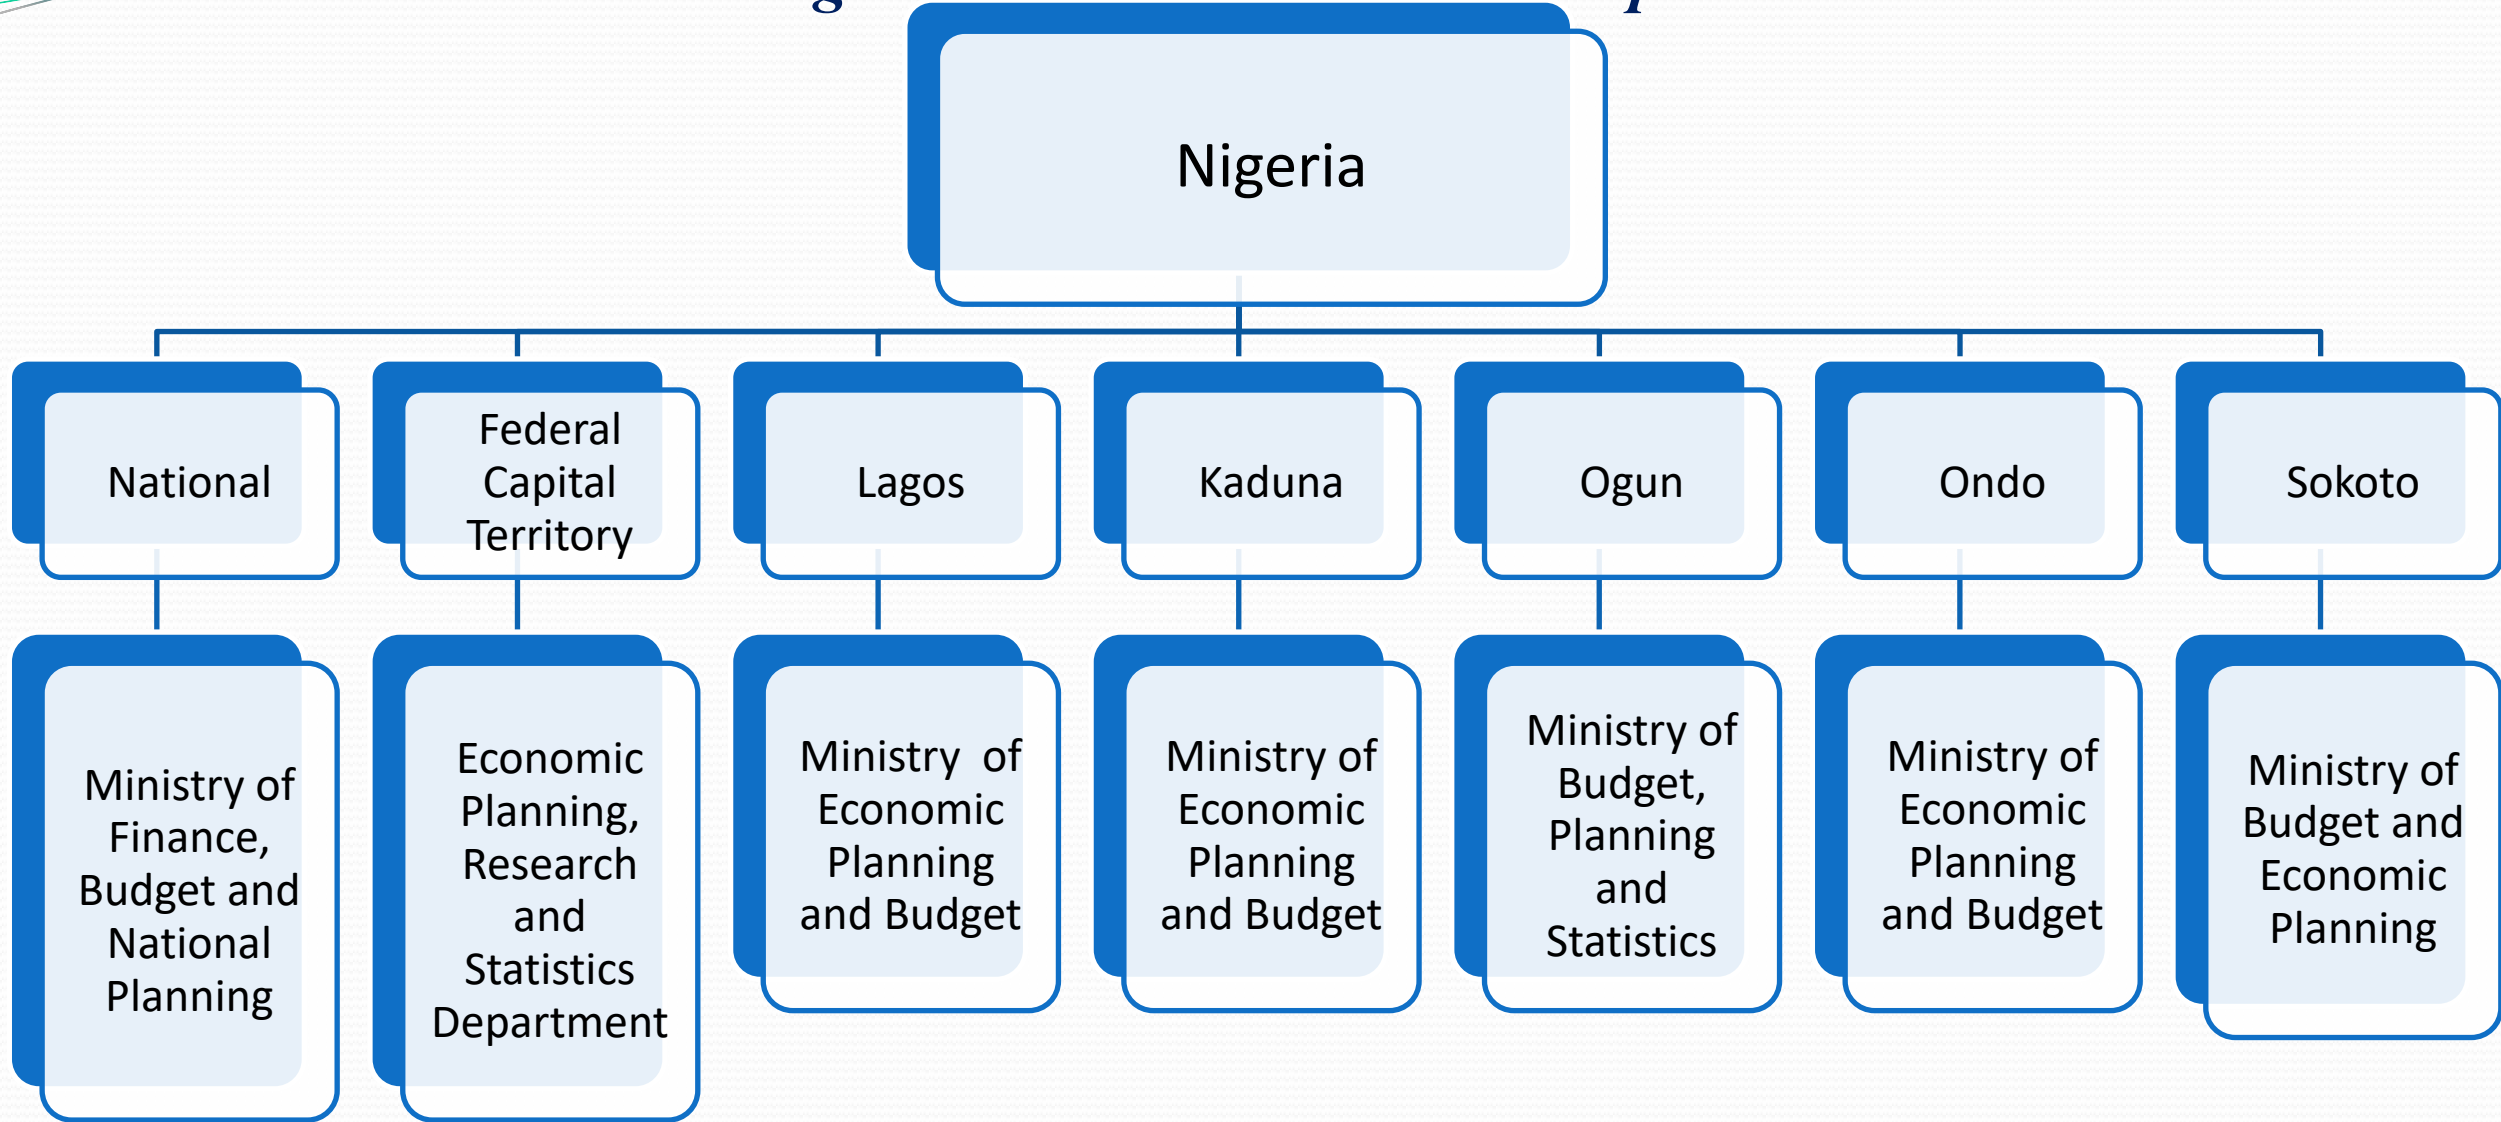 Nigeria
National
Federal
Capital
Territory
Lagos
Kaduna
Ogun
Ondo
Sokoto
Ministry of
Finance,
Budget and
National
Planning
Economic
Planning,
Research
and
Statistics
Department
Ministry of
Economic
Planning
and Budget
Ministry of
Economic
Planning
and Budget
Ministry of
Budget,
Planning
and
Statistics
Ministry of
Economic
Planning
and Budget
Ministry of
Budget and
Economic
Planning